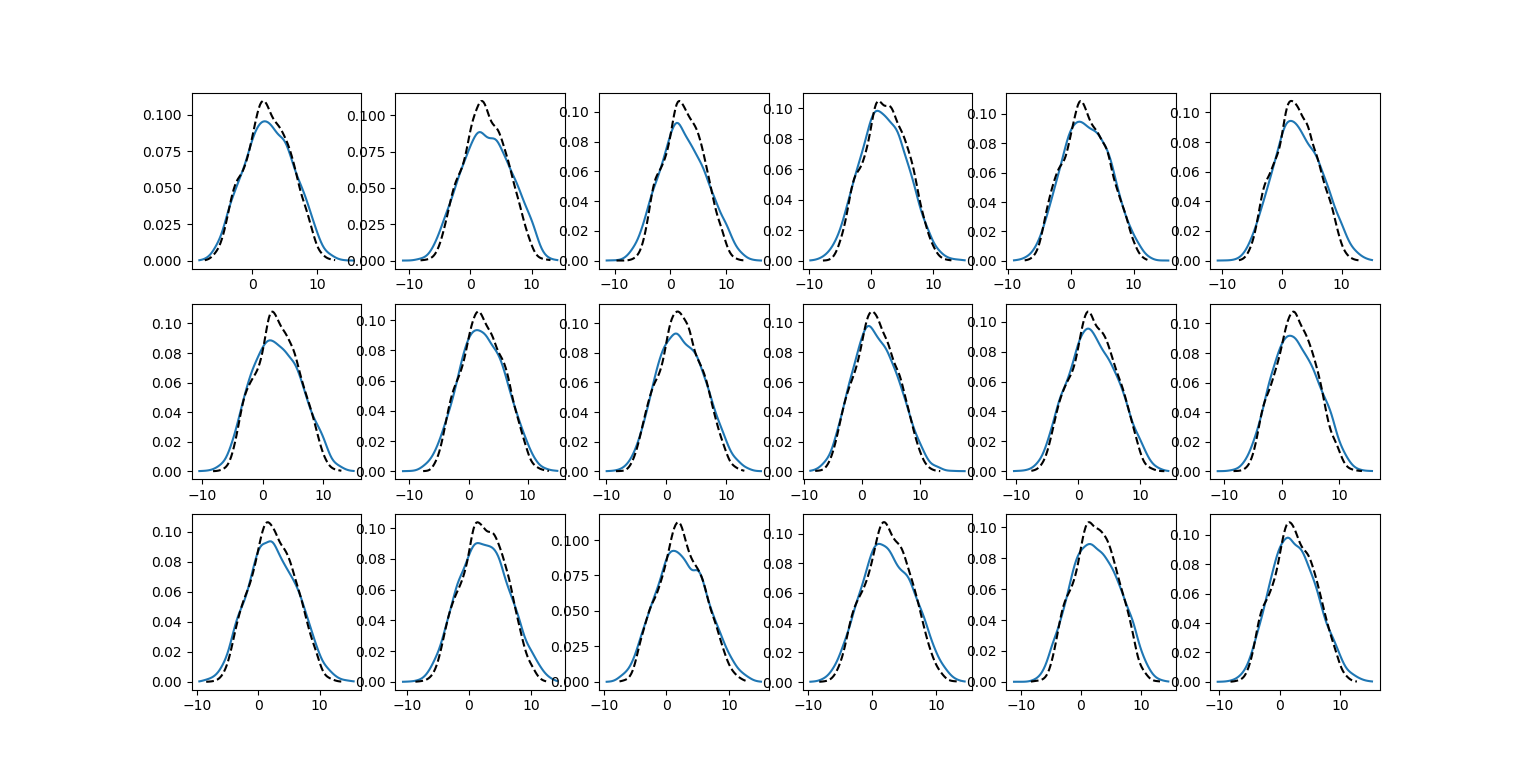 0.100 0.100 0.10 0.10 0.10 0.10
0.075 0.075 0.08 0.08 0.08 0.08
0.050 0.050 0.06 0.06 0.06 0.06
0.025 0.025 0.04 0.04 0.04 0.04
0.000 0.000 0.02 0.02 0.02 0.02
0.00 0.00 0.00 0.00
0 10 −10 0 10 −10 0 10 −10 0 10 −10 0 10 −10 0 10
0.10 0.10 0.10 0.10 0.10 0.10
0.08 0.08 0.08 0.08 0.08 0.08
0.06 0.06 0.06 0.06 0.06 0.06
0.04 0.04 0.04 0.04 0.04 0.04
0.02 0.02 0.02 0.02 0.02 0.02
0.00 0.00 0.00 0.00 0.00 0.00
−10 0 10 −10 0 10 −10 0 10 −10 0 10 −10 0 10 −10 0 10
0.10 0.10 0.100 0.10 0.10 0.10
0.08 0.08 0.075 0.08 0.08 0.08
0.06 0.06 0.050 0.06 0.06 0.06
0.04 0.04 0.025 0.04 0.04 0.04
0.02 0.02 0.000 0.02 0.02 0.02
0.00 0.00 0.00 0.00 0.00
−10 0 10 −10 0 10 −10 0 10 −10 0 10 −10 0 10 −10 0 10